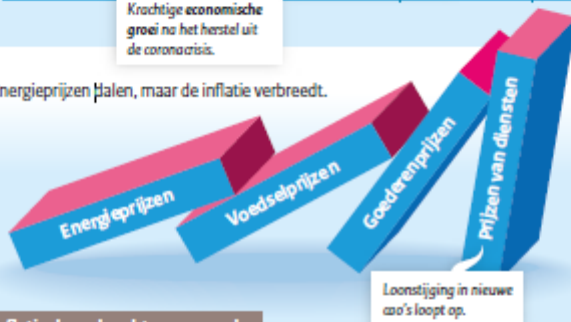 Krachtige economische
groei na het herstel uit
de coronacrisis.
nergieprijzen dalen, maar de inflatie verbreedt.
Energieprijzen
Voedselprijzen
Goederenprijzen
Prijzen van diensten
Loonstijging in nieuwe
cao's loopt op.